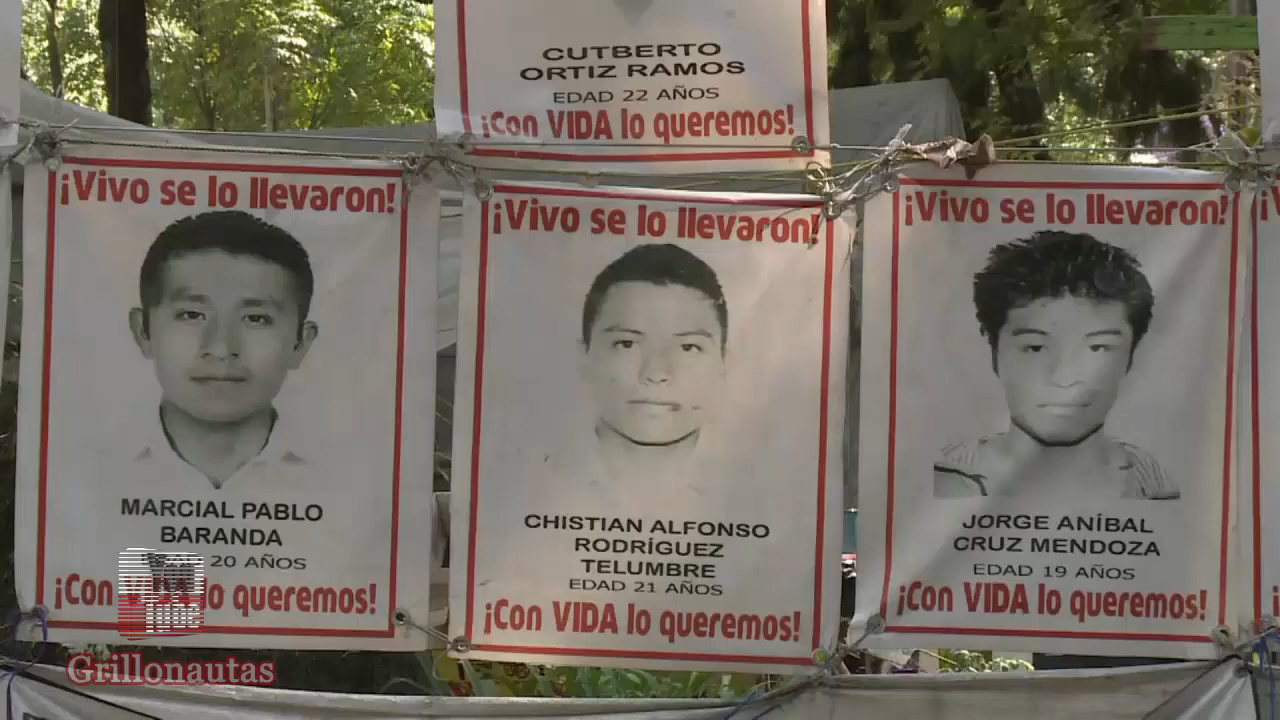 CUTBERTO
ORTIZ RAMOS
EDAD 22 AÑOS
¡Con VIDA lo queremos!
¡Vivo se lo llevaron!
MARCIAL PABLO
BARANDA
20 AÑOS
¡Con VIDA lo queremos!
¡Vivo se lo llevaron!
CHISTIAN ALFONSO
RODRÍGUEZ
TELUMBRE
EDAD 21 AÑOS
¡Con VIDA lo queremos!
¡Vivo se lo llevaron!
JORGE ANÍBAL
CRUZ MENDOZA
EDAD 19 AÑOS
¡Con VIDA lo queremos!
Grillonautas